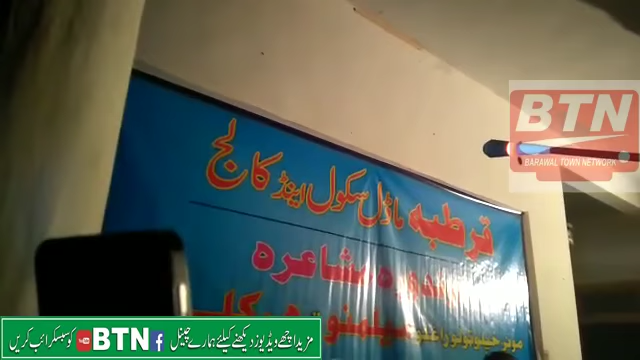 BTN
BARAWAL TOWN NETWORK
قرطبہ ماڈل سکول اینڈ کالج
مشاعرہ
مزید اچھے ویڈیوز دیکھنے کیلئے ہمارے چینل BTN کو سبسکرائب کریں